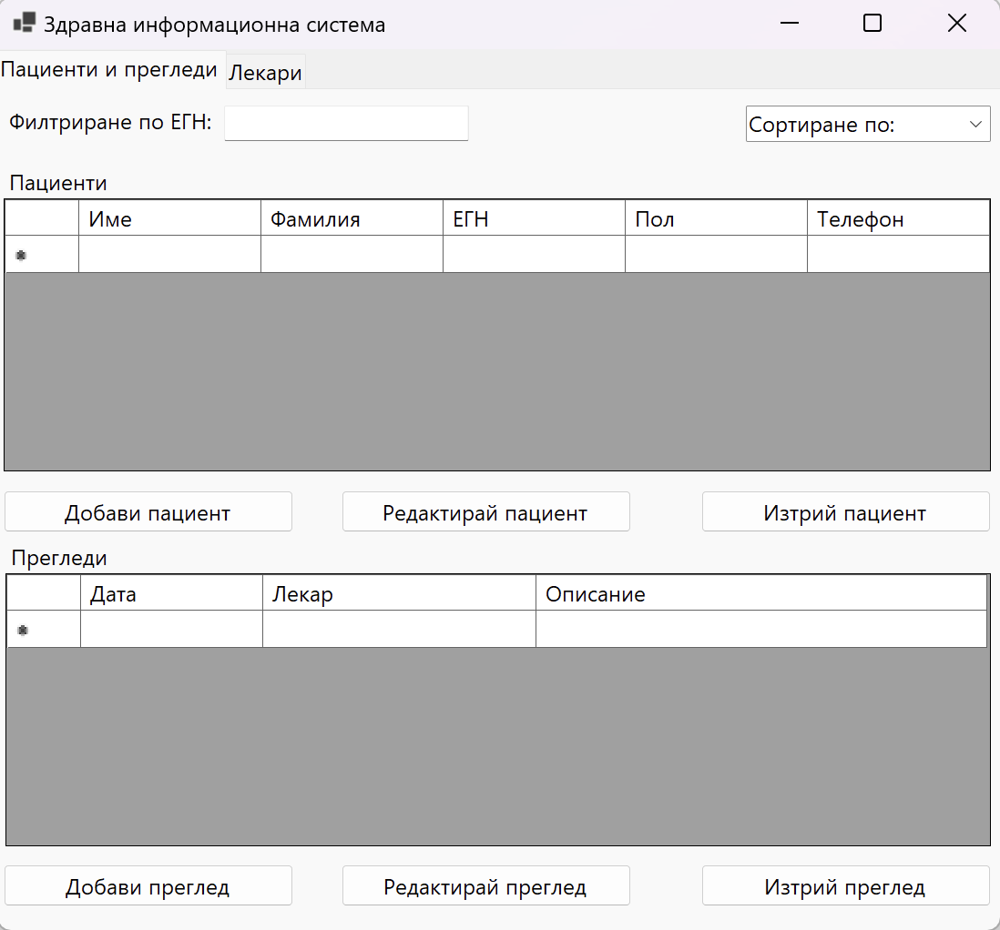 Здравна информационна система
Пациенти и прегледи Лекари
Филтриране по ЕГН: Сортиране по:
Пациенти
Име Фамилия ЕГН Пол Телефон
Добави пациент Редактирай пациент Изтрий пациент
Прегледи
Дата Лекар Описание
Добави преглед Редактирай преглед Изтрий преглед